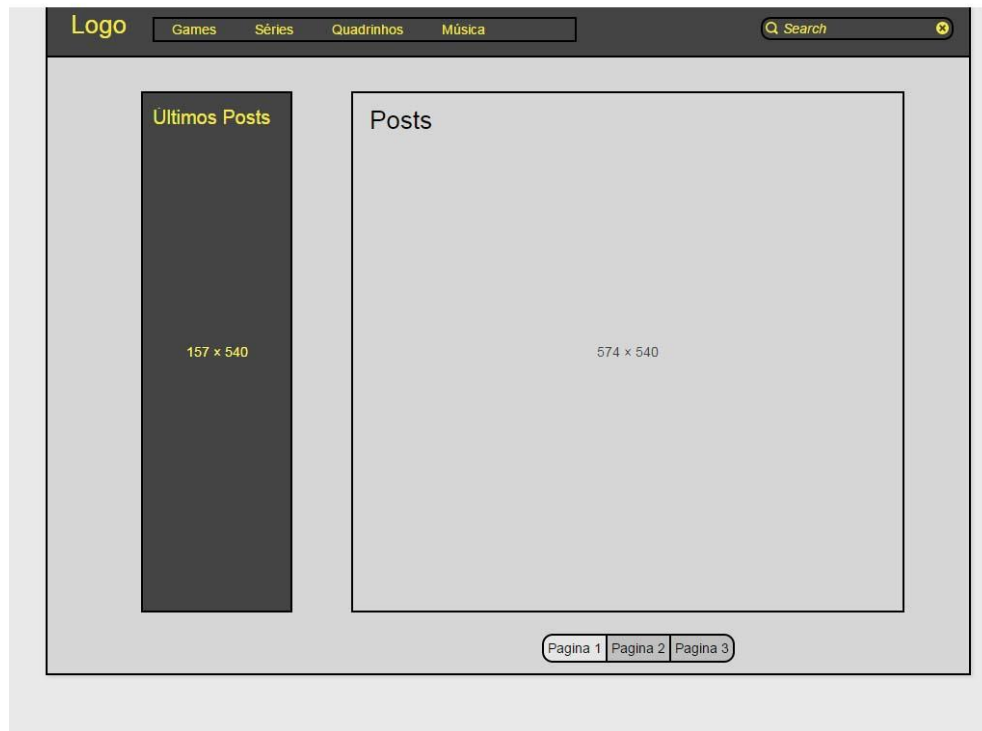 Logo
Games Séries Quadrinhos Música
Search
Últimos Posts
157 × 540
Posts
574 × 540
Pagina 1 Pagina 2 Pagina 3